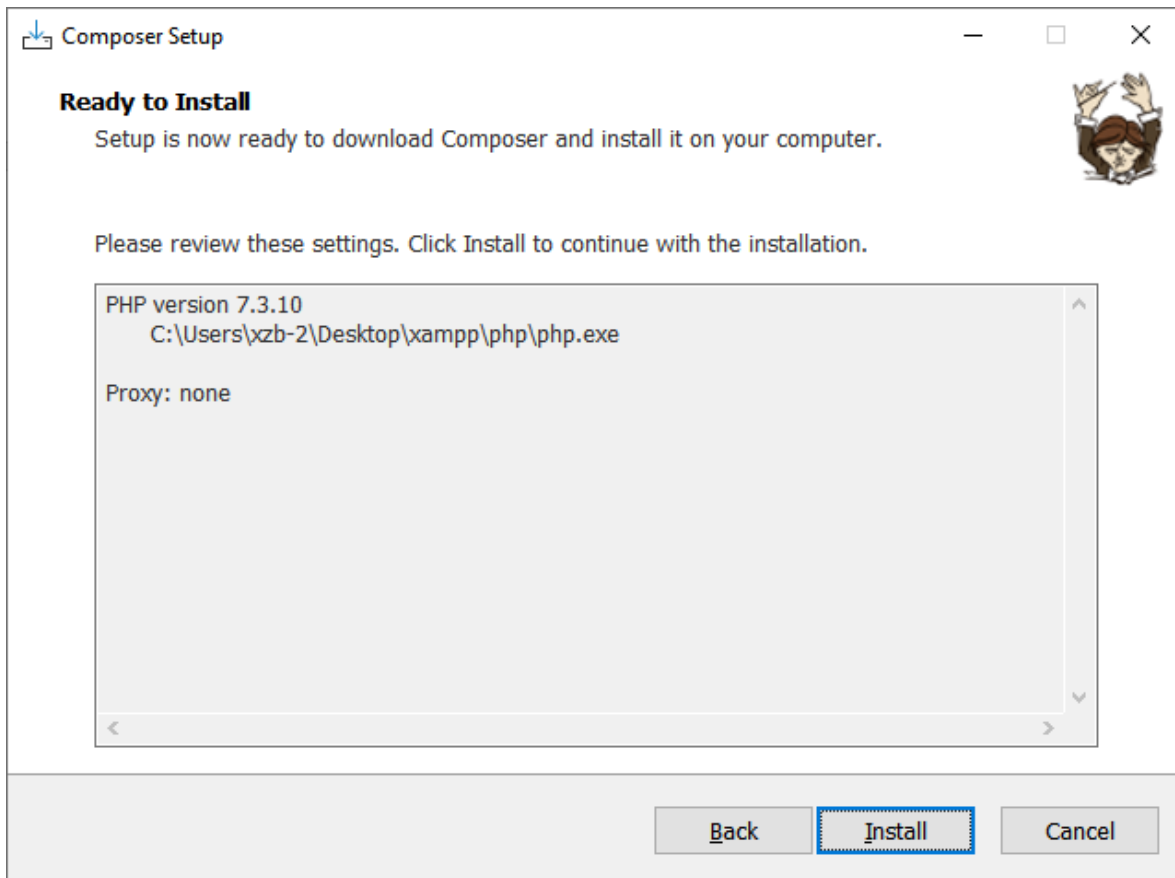 Composer Setup
Ready to Install
Setup is now ready to download Composer and install it on your computer.
Please review these settings. Click Install to continue with the installation.
PHP version 7.3.10
C:\Users\xzb-2\Desktop\xampp\php\php.exe
Proxy: none
Back
Install
Cancel